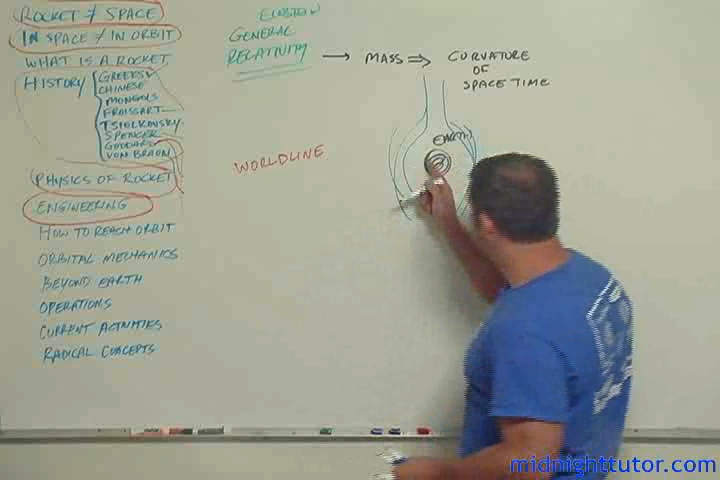 ROCKET ≠ SPACE
IN SPACE ≠ IN ORBIT
WHAT IS A ROCKET
HISTORY
GREEKS
CHINESE
MONGOLS
FROISSART
TSIOLKOVSKY
SPENCER
GODDARD
VON BRAUN
PHYSICS OF ROCKET
ENGINEERING
HOW TO REACH ORBIT
ORBITAL MECHANICS
BEYOND EARTH
OPERATIONS
CURRENT ACTIVITIES
RADICAL CONCEPTS
EINSTEIN
GENERAL
RELATIVITY → MASS ⇒ CURVATURE
OF
SPACE TIME
EARTH
WORLDLINE
midnighttutor.com